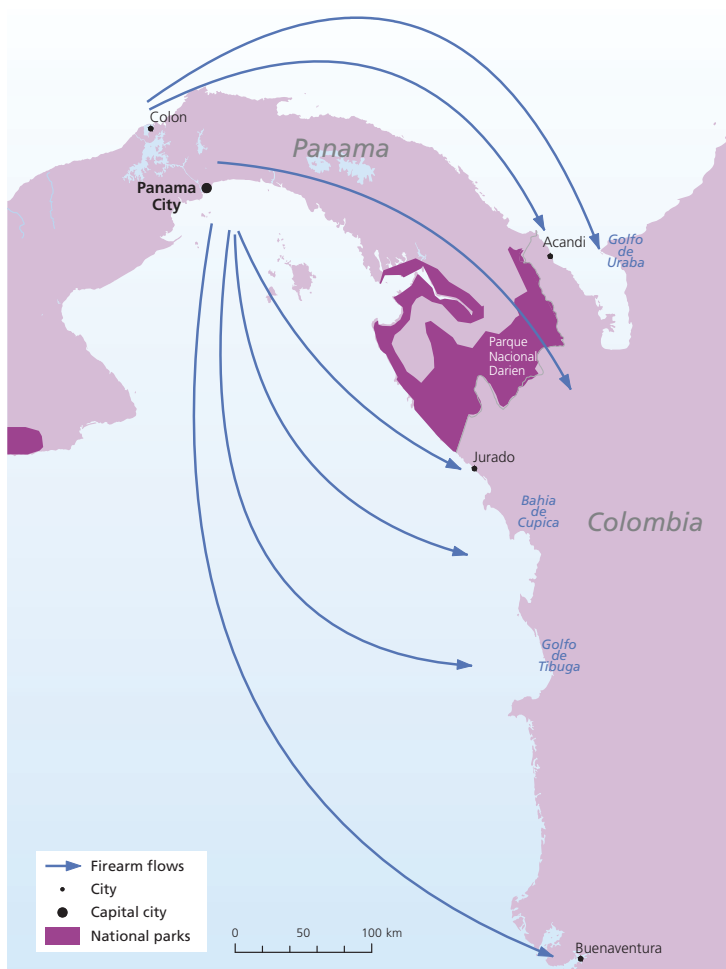 Colon
Panama
Panama
City
Acandi
Golfo
de
Uraba
Parque
Nacional
Darien
Jurado
Bahia
de
Cupica
Colombia
Golfo
de
Tibuga
Firearm flows
City
Capital city
National parks
0 50 100 km
Buenaventura